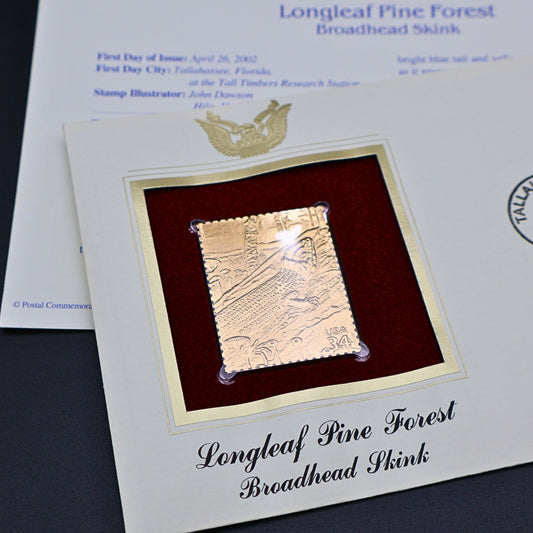 Longleaf Pine Forest
Broadhead Skink
First Day of Issue: April 26, 2002
First Day City: Tallahassee, Florida,
at the Tall Timbers Research Station
Stamp Illustrator: John Dawson
bright blue tail and
© Postal Commemora
TALLA
USA
34
Longleaf Pine Forest
Broadhead Skink